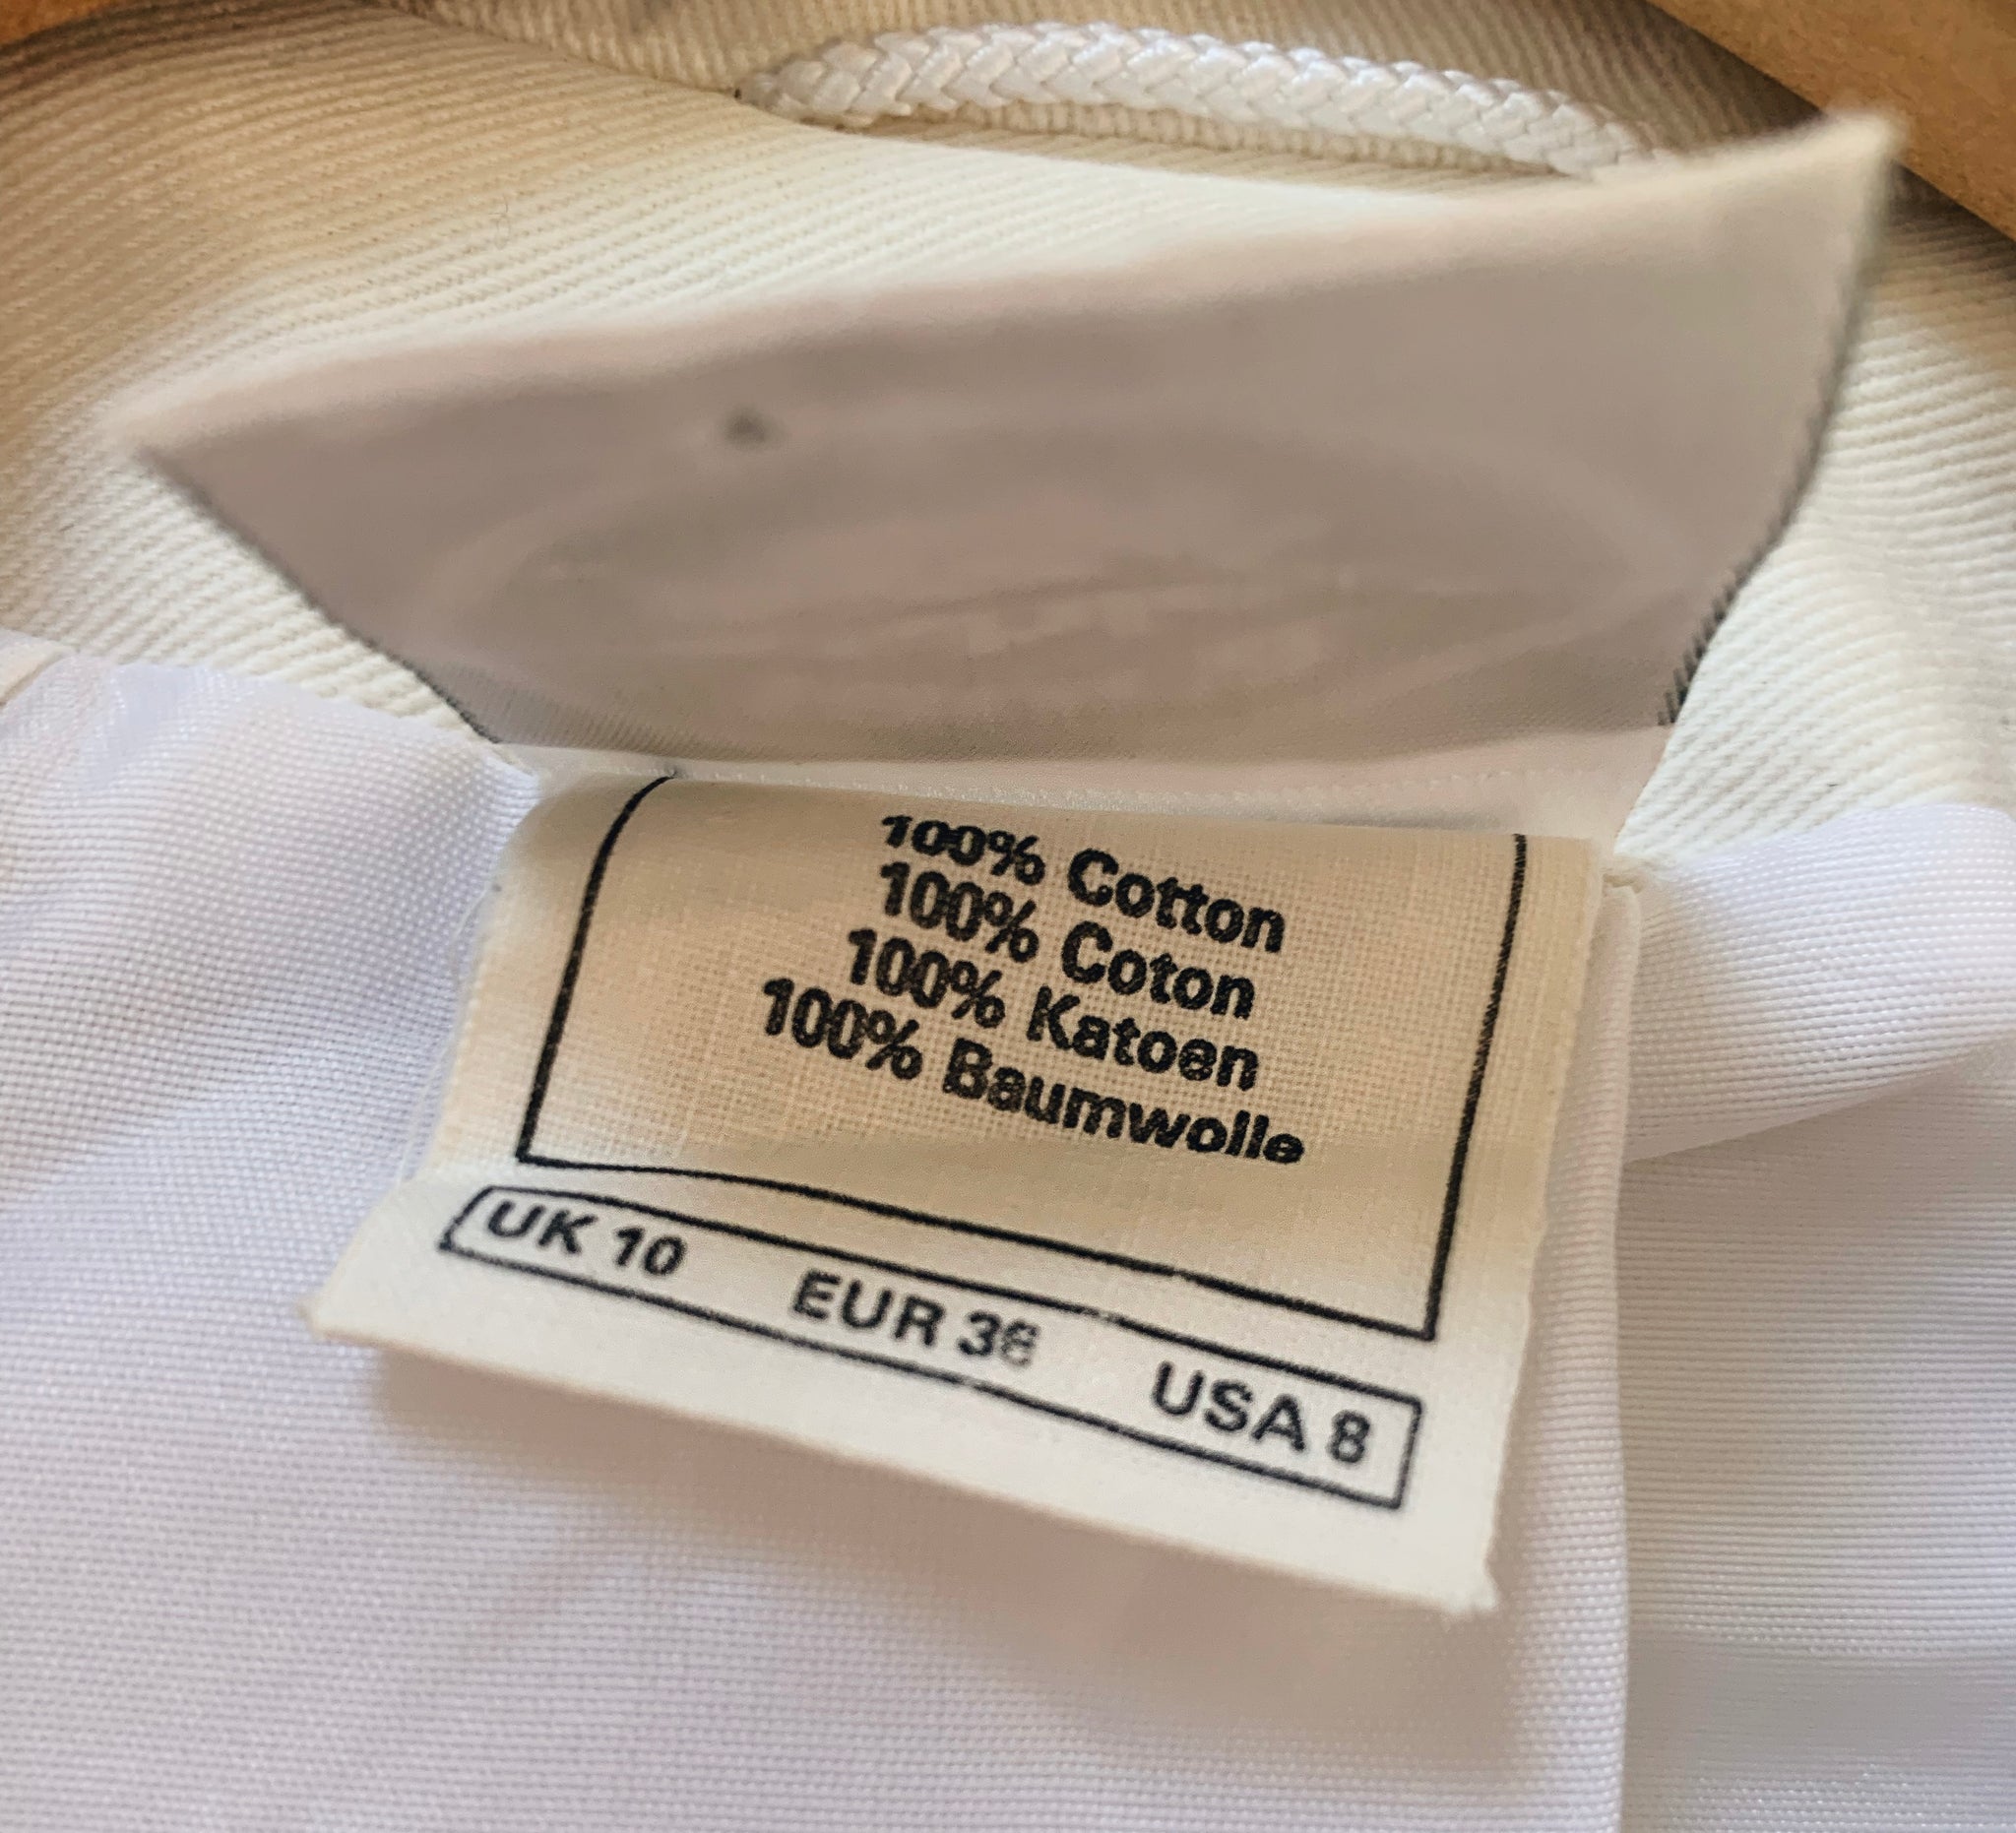 100% Cotton
100% Coton
100% Katoen
100% Baumwolle
UK 10 EUR 36 USA 8